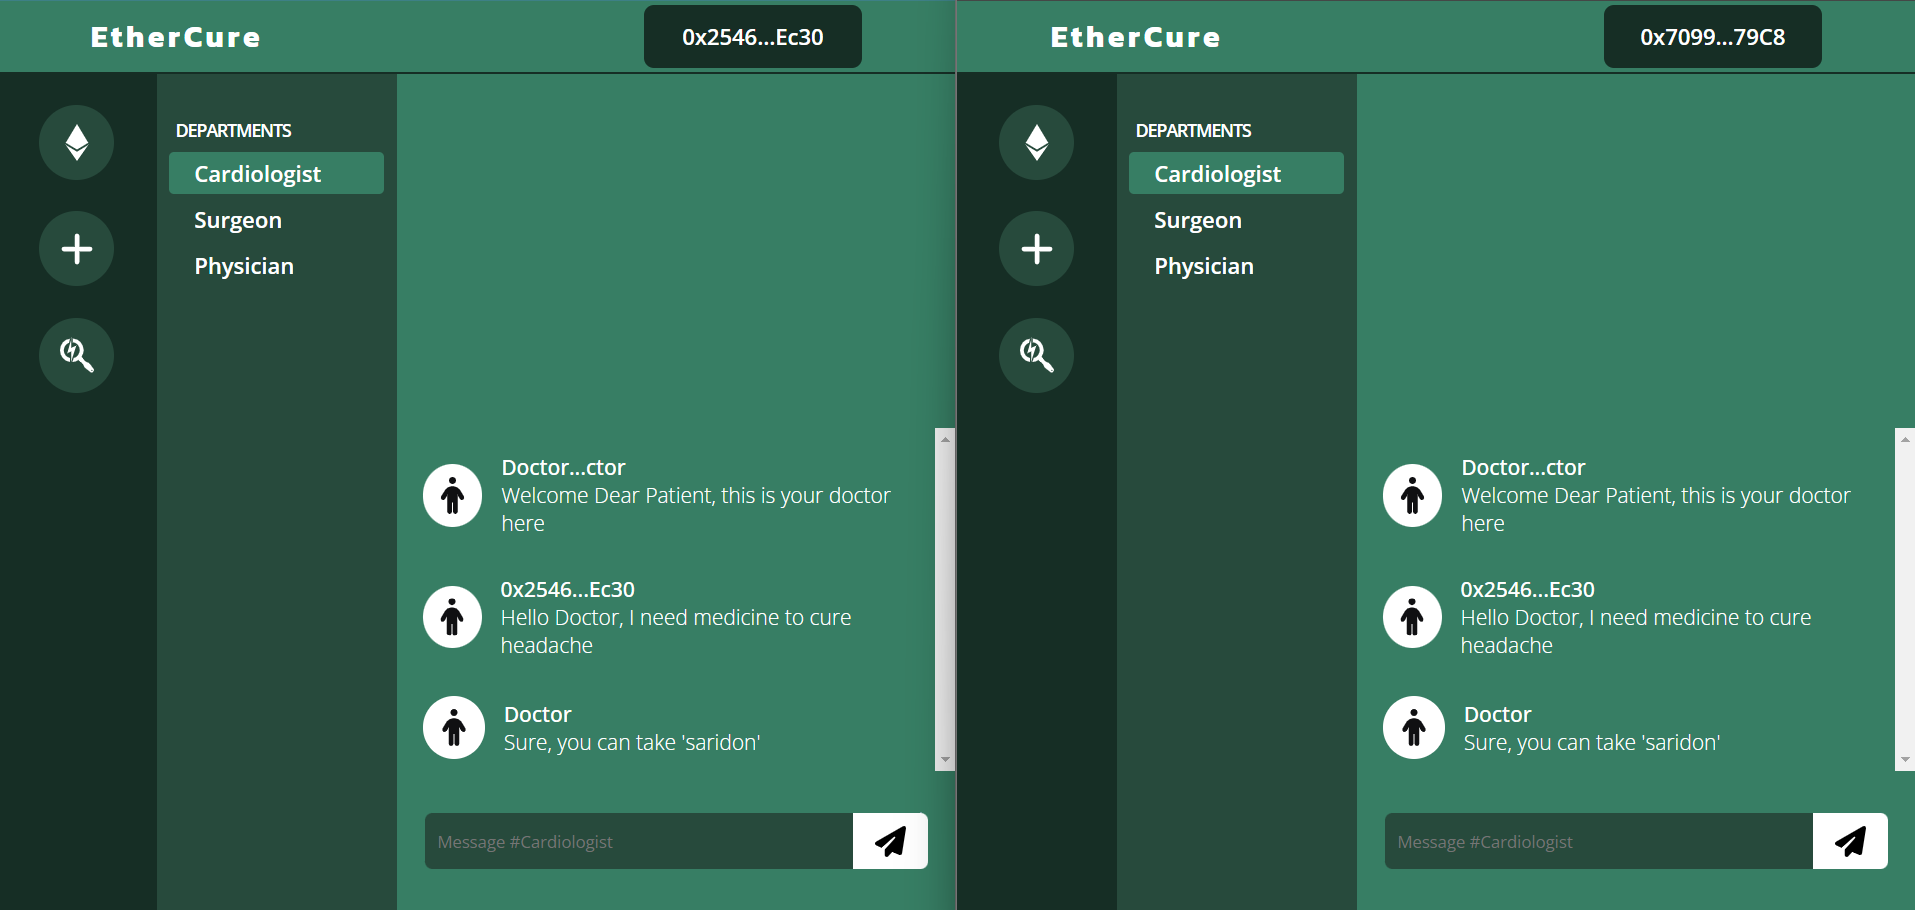 EtherCure
0x2546...Ec30
DEPARTMENTS
Cardiologist
Surgeon
Physician
Doctor...ctor
Welcome Dear Patient, this is your doctor
here
0x2546...Ec30
Hello Doctor, I need medicine to cure
headache
Doctor
Sure, you can take 'saridon'
Message #Cardiologist
EtherCure
0x7099...79C8
DEPARTMENTS
Cardiologist
Surgeon
Physician
Doctor...ctor
Welcome Dear Patient, this is your doctor
here
0x2546...Ec30
Hello Doctor, I need medicine to cure
headache
Doctor
Sure, you can take 'saridon'
Message #Cardiologist